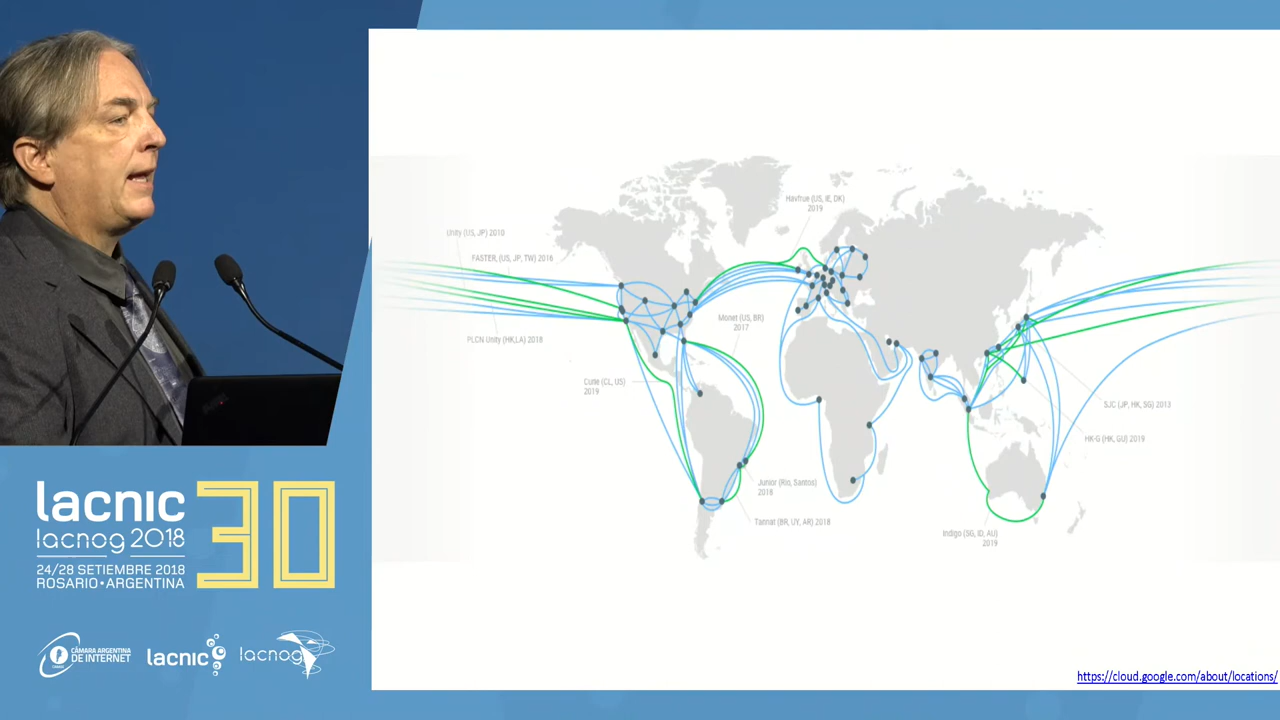 lacnic 30
lacnog 2018
24/28 SETIEMBRE 2018
ROSARIO•ARGENTINA
CÁMARA ARGENTINA
DE INTERNET
lacnic
lacnog
Unity (US, JP) 2010
FASTER, (US, JP, TW) 2016
PLCN Unity (HK,LA) 2018
Havfrue (US, IE, DK)
2019
Monet (US, BR)
2017
Curie (CL, US)
2019
Junior (Rio, Santos)
2018
Tannat (BR, UY, AR) 2018
SJC (JP, HK, SG) 2013
HK-G (HK, GU) 2019
Indigo (SG, ID, AU)
2019
https://cloud.google.com/about/locations/